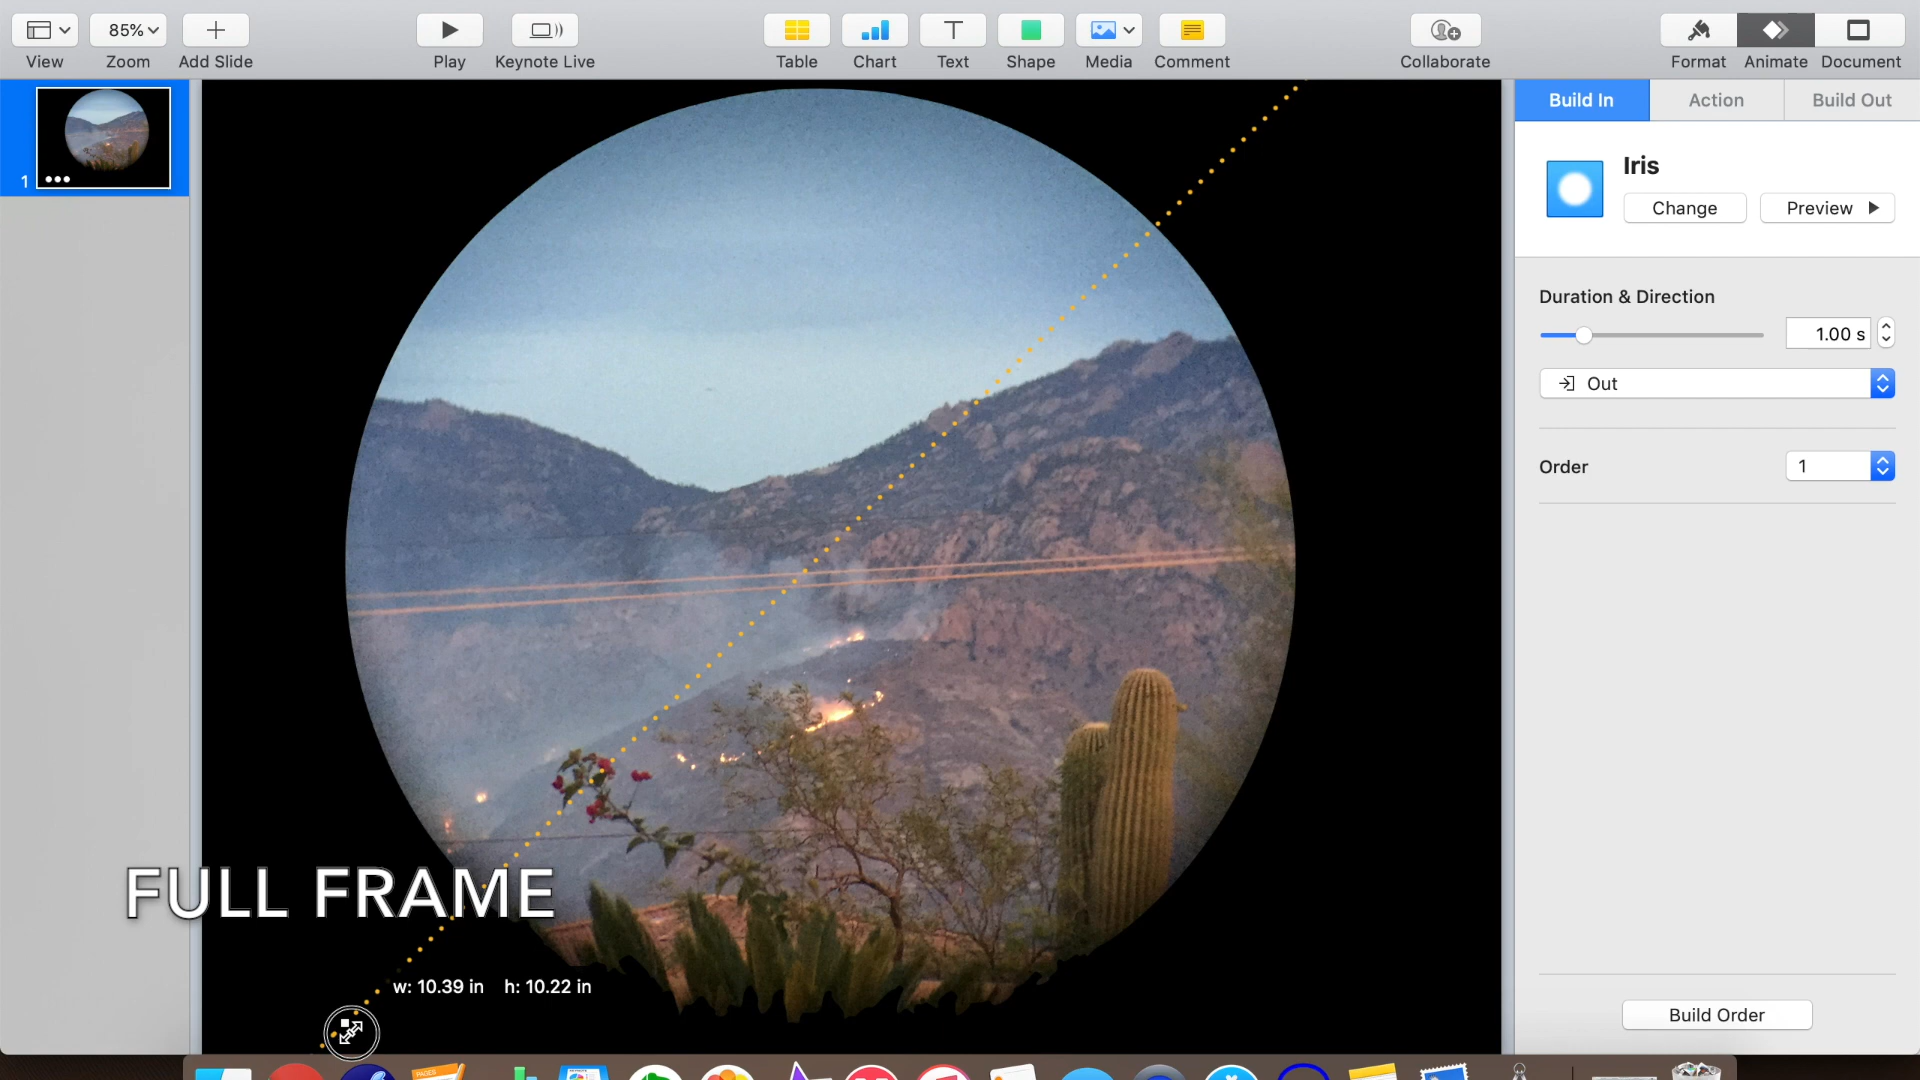 85%
View
Zoom
Add Slide
Play
Keynote Live
Table
Chart
Text
Shape
Media
Comment
Collaborate
Format
Animate
Document
1
Build In
Action
Build Out
Iris
Change
Preview
Duration & Direction
1.00 s
Out
Order
1
FULL FRAME
w: 10.39 in h: 10.22 in
Build Order
PAGES